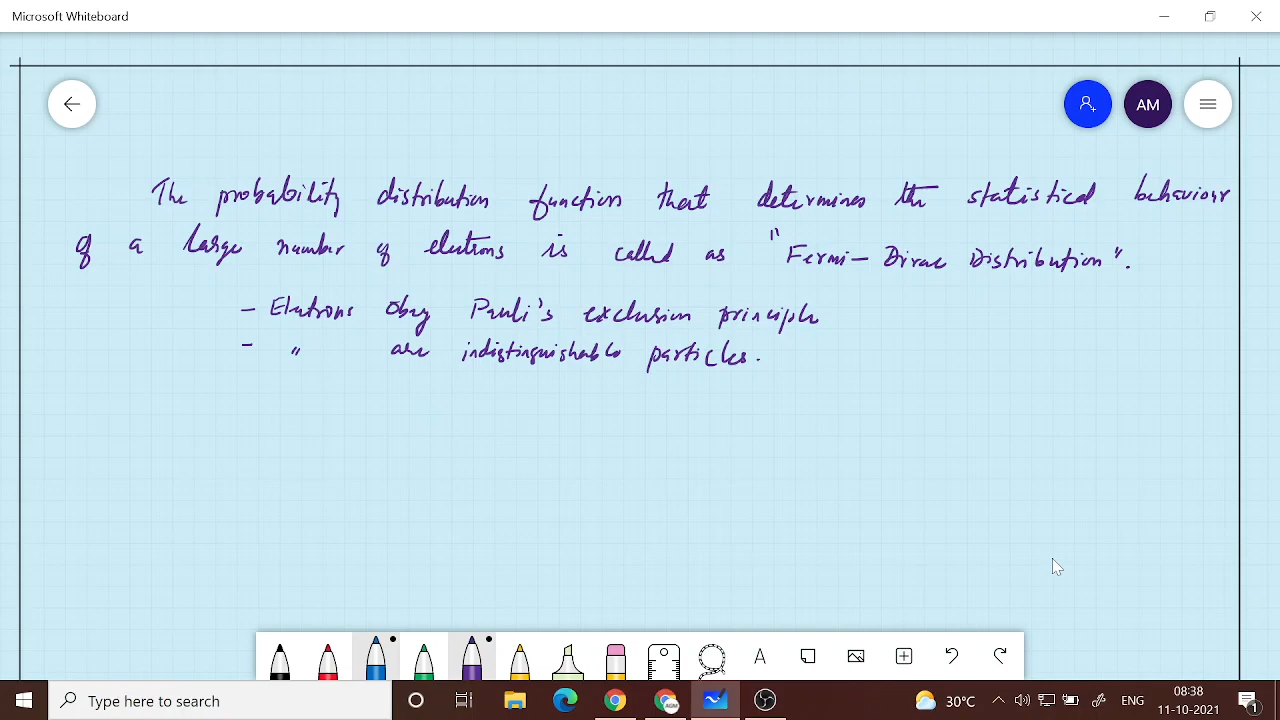 Microsoft Whiteboard
AM
The probability distribution function that determines the statistical behaviour
of a large number of electrons is called as "Fermi - Dirac Distribution".
- Electrons Obey Pauli's exclusion principle
- " are indistinguishable particles.
A
Type here to search
AGM
30°C
ENG
08:38
11-10-2021
1